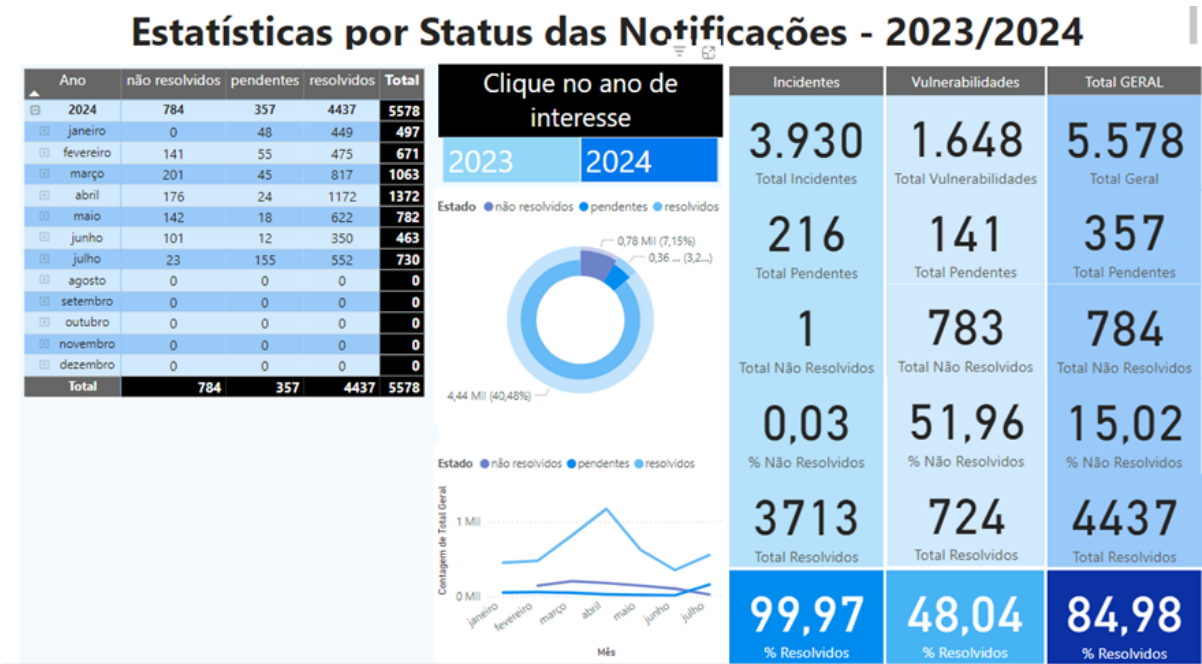 Estatísticas por Status das Notificações - 2023/2024
Ano não resolvidos pendentes resolvidos Total
2024 784 357 4437 5578
janeiro 0 48 449 497
fevereiro 141 55 475 671
março 201 45 817 1063
abril 176 24 1172 1372
maio 142 18 622 782
junho 101 12 350 463
julho 23 155 552 730
agosto 0 0 0 0
setembro 0 0 0 0
outubro 0 0 0 0
novembro 0 0 0 0
dezembro 0 0 0 0
Total 784 357 4437 5578
Clique no ano de
interesse
2023 2024
Estado não resolvidos pendentes resolvidos
0,78 Mil (7,15%)
0,36 ... (3,2...)
4,44 Mil (40,48%)
Estado não resolvidos pendentes resolvidos
Contagem de Total Geral
1 Mil
0 Mil
janeiro fevereiro março abril maio junho julho
Mês
Incidentes Vulnerabilidades Total GERAL
3.930 1.648 5.578
Total Incidentes Total Vulnerabilidades Total Geral
216 141 357
Total Pendentes Total Pendentes Total Pendentes
1 783 784
Total Não Resolvidos Total Não Resolvidos Total Não Resolvidos
0,03 51,96 15,02
% Não Resolvidos % Não Resolvidos % Não Resolvidos
3713 724 4437
Total Resolvidos Total Resolvidos Total Resolvidos
99,97 48,04 84,98
% Resolvidos % Resolvidos % Resolvidos